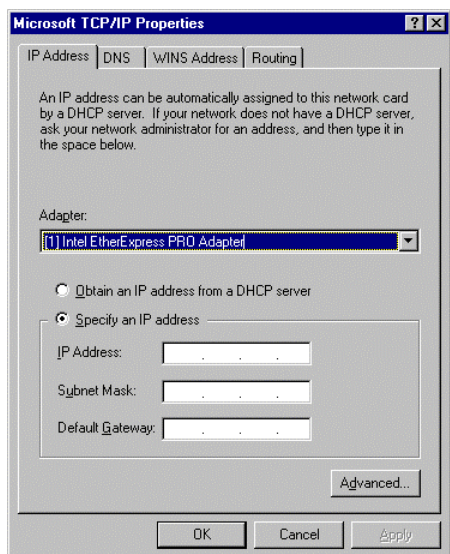 Microsoft TCP/IP Properties
? X
IP Address DNS WINS Address Routing
An IP address can be automatically assigned to this network card
by a DHCP server. If your network does not have a DHCP server,
ask your network administrator for an address, and then type it in
the space below.
Adapter:
[1] Intel EtherExpress PRO Adapter
Obtain an IP address from a DHCP server
Specify an IP address
IP Address: . . .
Subnet Mask: . . .
Default Gateway: . . .
Advanced...
OK Cancel Apply